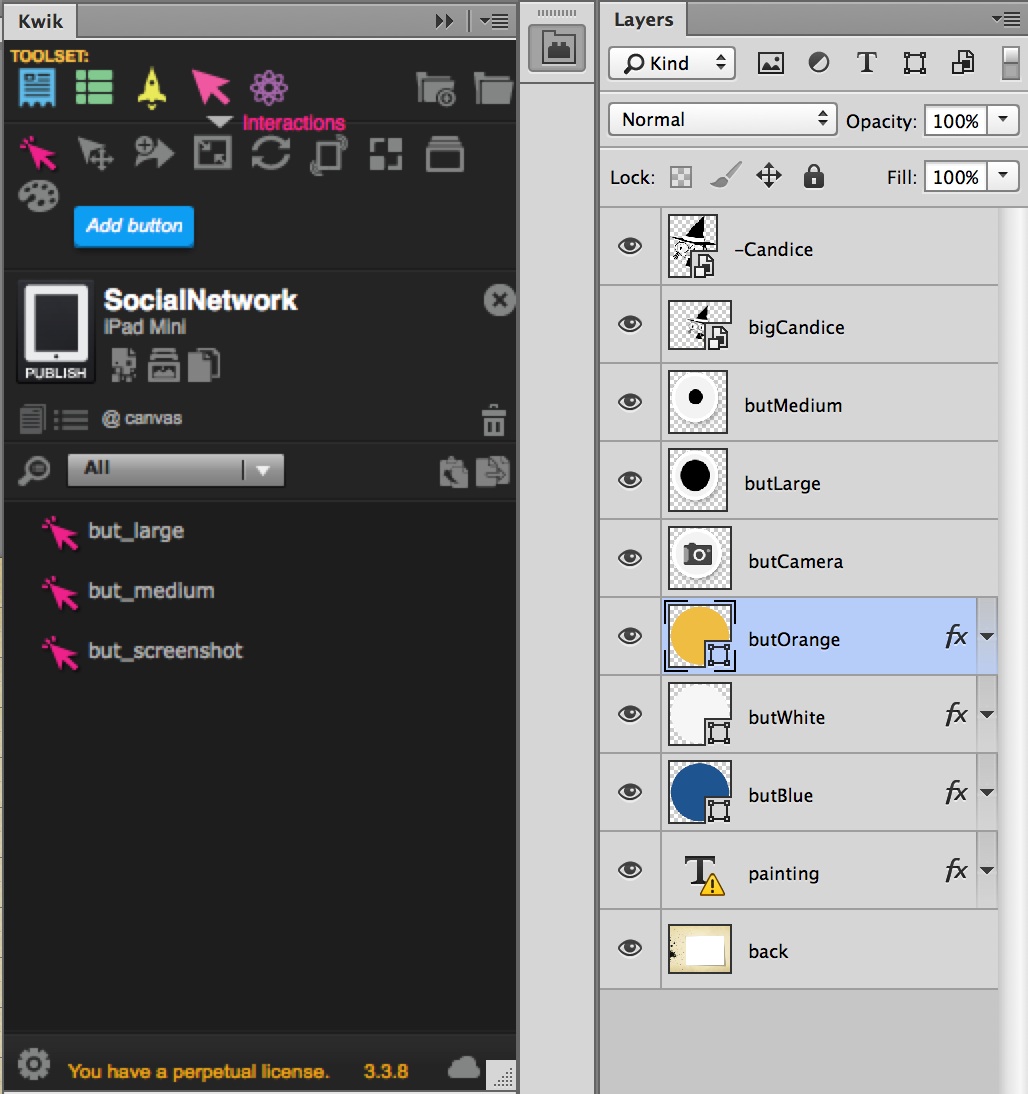 Kwik
TOOLSET:
Interactions
Add button
SocialNetwork
iPad Mini
PUBLISH
@ canvas
All
but_large
but_medium
but_screenshot
You have a perpetual license. 3.3.8
Layers
Kind
T
Normal
Opacity: 100%
Lock:
Fill: 100%
-Candice
bigCandice
butMedium
butLarge
butCamera
butOrange fx
butWhite fx
butBlue fx
T painting fx
back